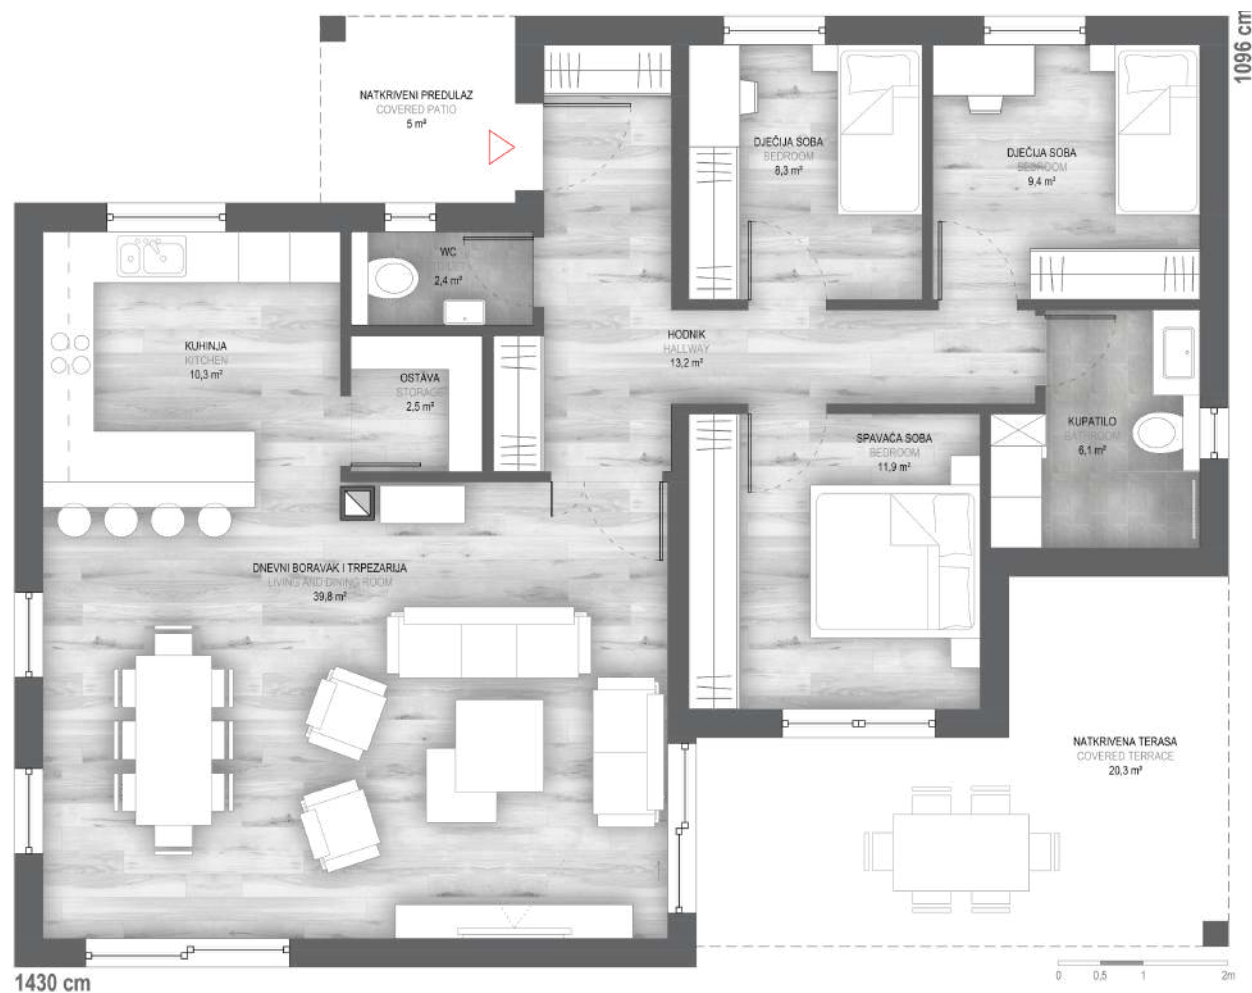 1096 cm
NATKRIVENI PREDULAZ
COVERED PATIO
5 m²
DJEČIJA SOBA
BEDROOM
8,3 m²
DJEČIJA SOBA
BEDROOM
9,4 m²
WC
2,4 m²
KUHINJA
KITCHEN
10,3 m²
HODNIK
HALLWAY
13,2 m²
OSTAVA
STORAGE
2,5 m²
KUPATILO
BATHROOM
6,1 m²
SPAVAĆA SOBA
BEDROOM
11,9 m²
DNEVNI BORAVAK I TRPEZARIJA
LIVING AND DINING ROOM
39,8 m²
NATKRIVENA TERASA
COVERED TERRACE
20,3 m²
0 0,5 1 2m
1430 cm